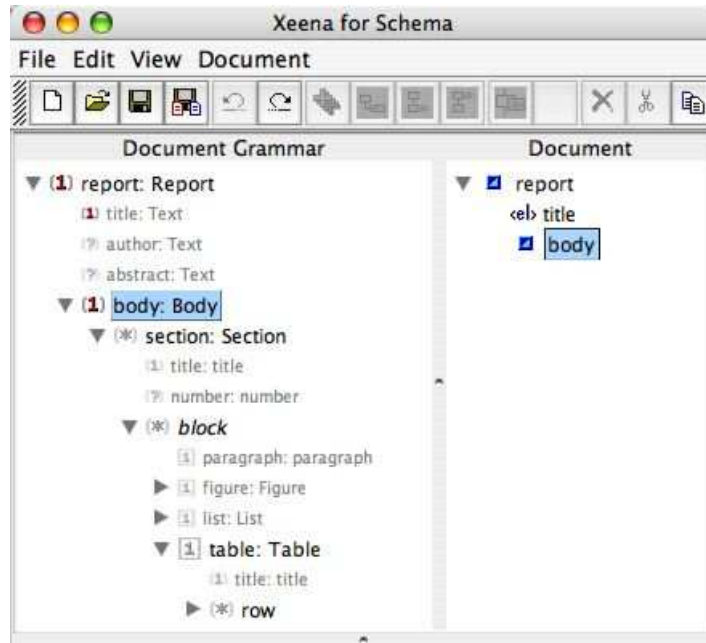 Xeena for Schema
File Edit View Document
Document Grammar
(1) report: Report
(1) title: Text
(?) author: Text
(?) abstract: Text
(1) body: Body
(*) section: Section
(1) title: title
(?) number: number
(*) block
1 paragraph: paragraph
1 figure: Figure
1 list: List
1 table: Table
(1) title: title
(*) row
Document
report
<el> title
body